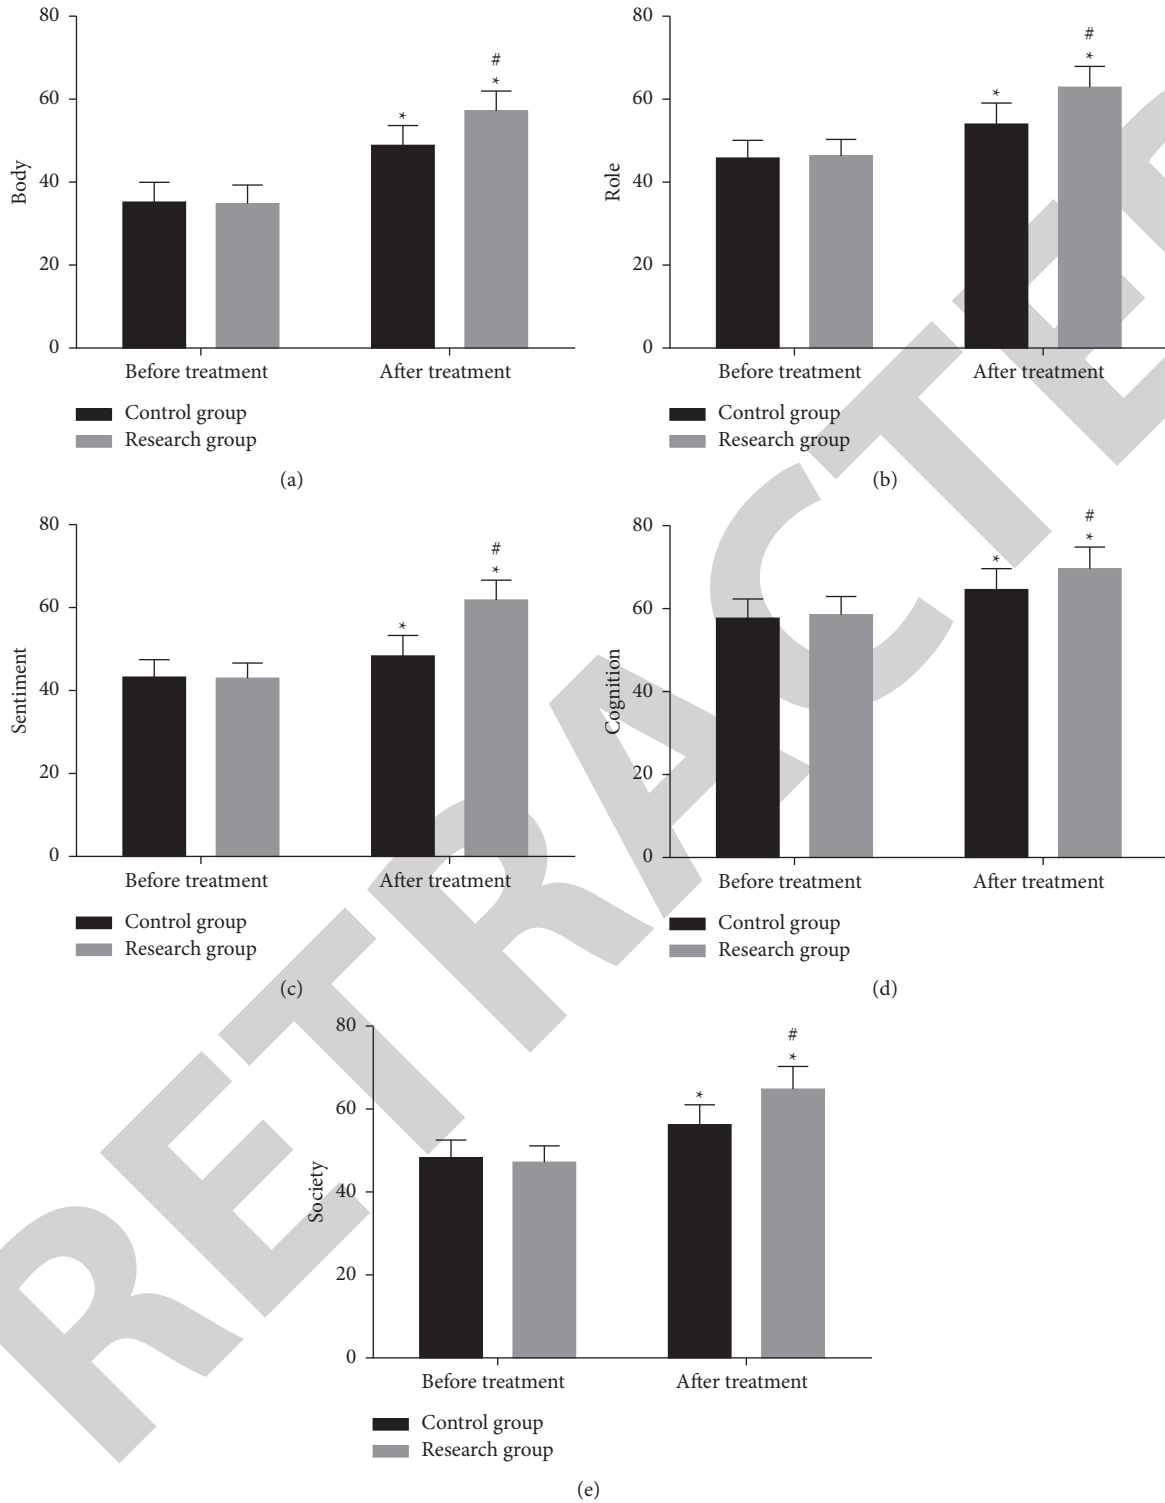 80
60
40
20
0
Body
#
*
*
Before treatment
After treatment
Control group
Research group
(a)
80
60
40
20
0
Role
#
*
*
Before treatment
After treatment
Control group
Research group
(b)
80
60
40
20
0
Sentiment
#
*
*
Before treatment
After treatment
Control group
Research group
(c)
80
60
40
20
0
Cognition
#
*
*
Before treatment
After treatment
Control group
Research group
(d)
80
60
40
20
0
Society
#
*
*
Before treatment
After treatment
Control group
Research group
(e)
RETRACTED